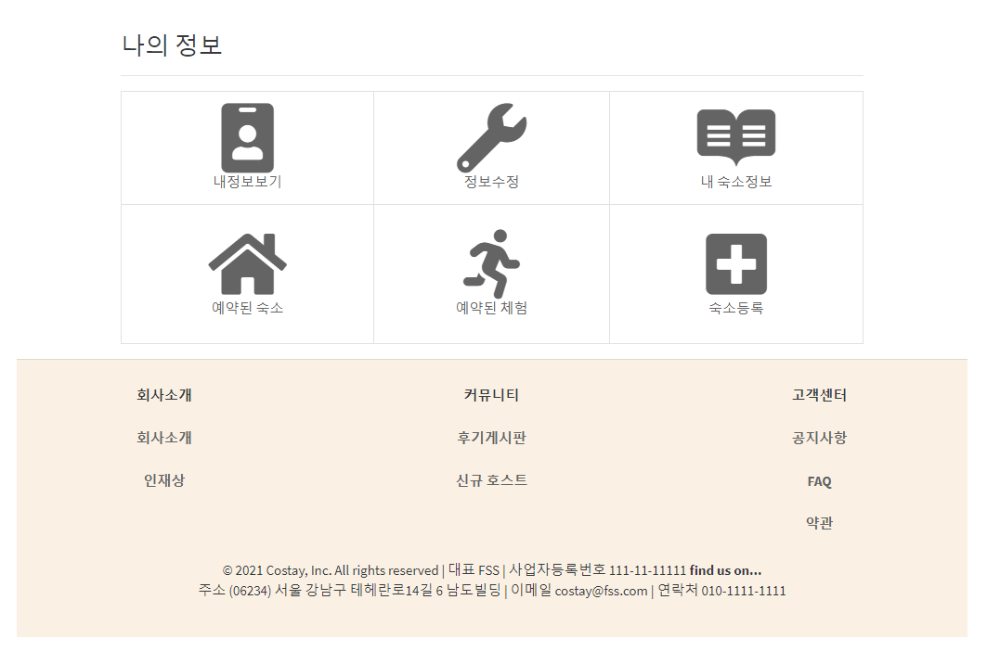 나의 정보
내정보보기 정보수정 내 숙소정보
예약된 숙소 예약된 체험 숙소등록
회사소개 커뮤니티 고객센터
회사소개 후기게시판 공지사항
인재상 신규 호스트 FAQ
약관
© 2021 Costay, Inc. All rights reserved | 대표 FSS | 사업자등록번호 111-11-11111 find us on...
주소 (06234) 서울 강남구 테헤란로14길 6 남도빌딩 | 이메일 costay@fss.com | 연락처 010-1111-1111